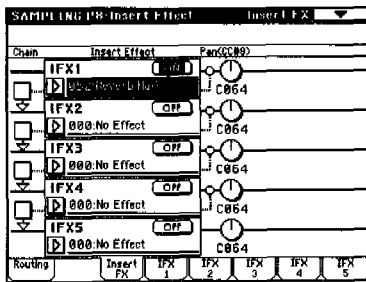 SAMPLING P8:Insert Effect Insert FX
Chain Insert Effect Pan(CC#8)
IFX1
C064
IFX2 Off
000:No Effect
C064
IFX3 Off
000:No Effect
C064
IFX4 Off
000:No Effect
C064
IFX5 Off
000:No Effect
C064
Routing Insert FX IFX 1 IFX 2 IFX 3 IFX 4 IFX 5